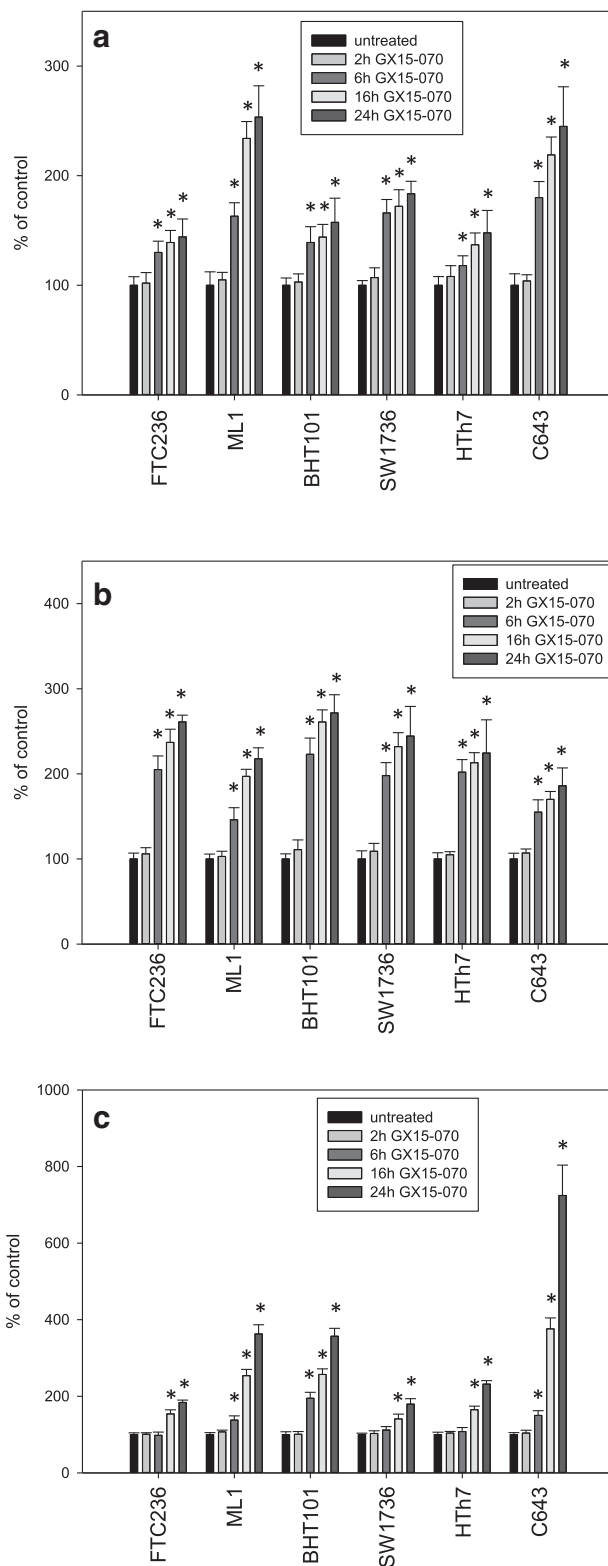 a
untreated
2h GX15-070
6h GX15-070
16h GX15-070
24h GX15-070
% of control
300
200
100
0
* * * * * * * * * * * * * * * * * *
FTC236 ML1 BHT101 SW1736 HTh7 C643
b
untreated
2h GX15-070
6h GX15-070
16h GX15-070
24h GX15-070
% of control
400
300
200
100
0
* * * * * * * * * * * * * * * * * *
FTC236 ML1 BHT101 SW1736 HTh7 C643
c
untreated
2h GX15-070
6h GX15-070
16h GX15-070
24h GX15-070
% of control
1000
800
600
400
200
0
* * * * * * * * * * * * * * *
FTC236 ML1 BHT101 SW1736 HTh7 C643